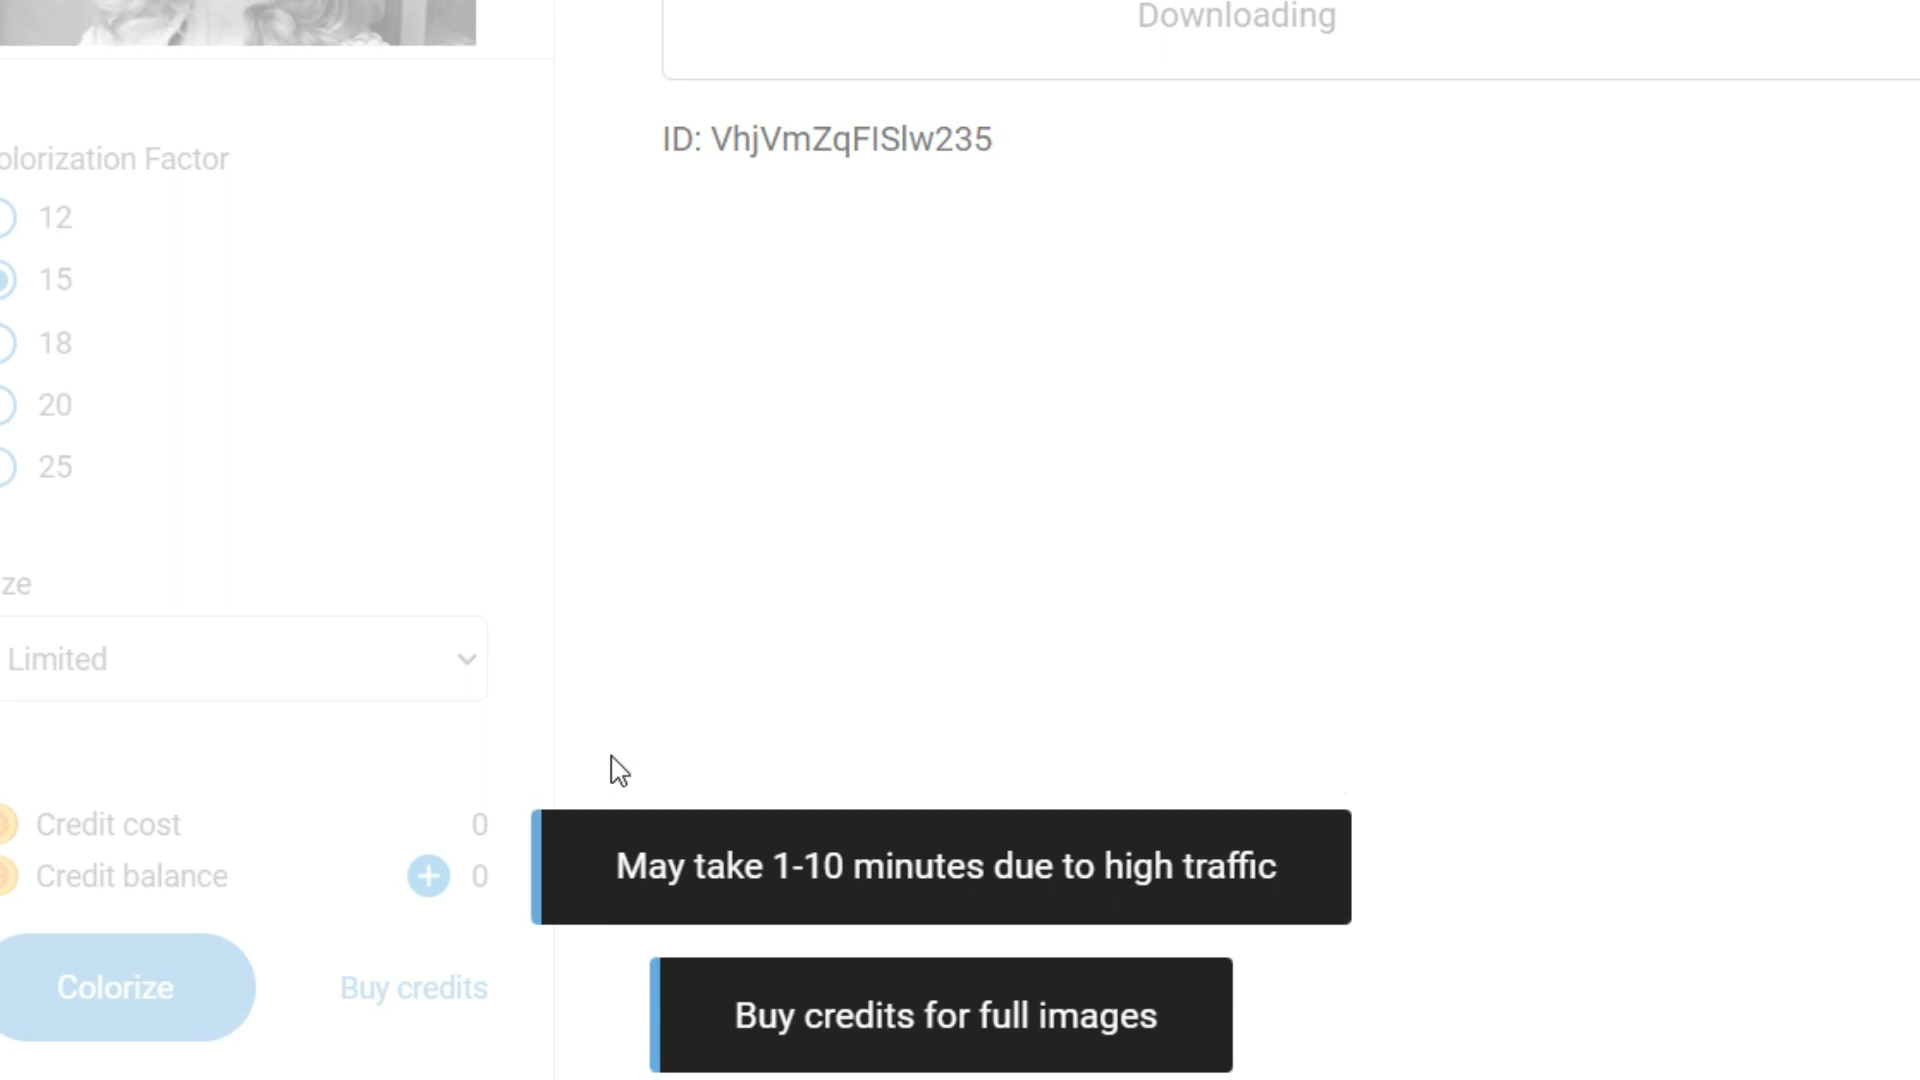 Downloading
ID: VhjVmZqFISlw235
olorization Factor
12
15
18
20
25
ze
Limited
Credit cost 0
Credit balance 0
May take 1-10 minutes due to high traffic
Colorize
Buy credits
Buy credits for full images